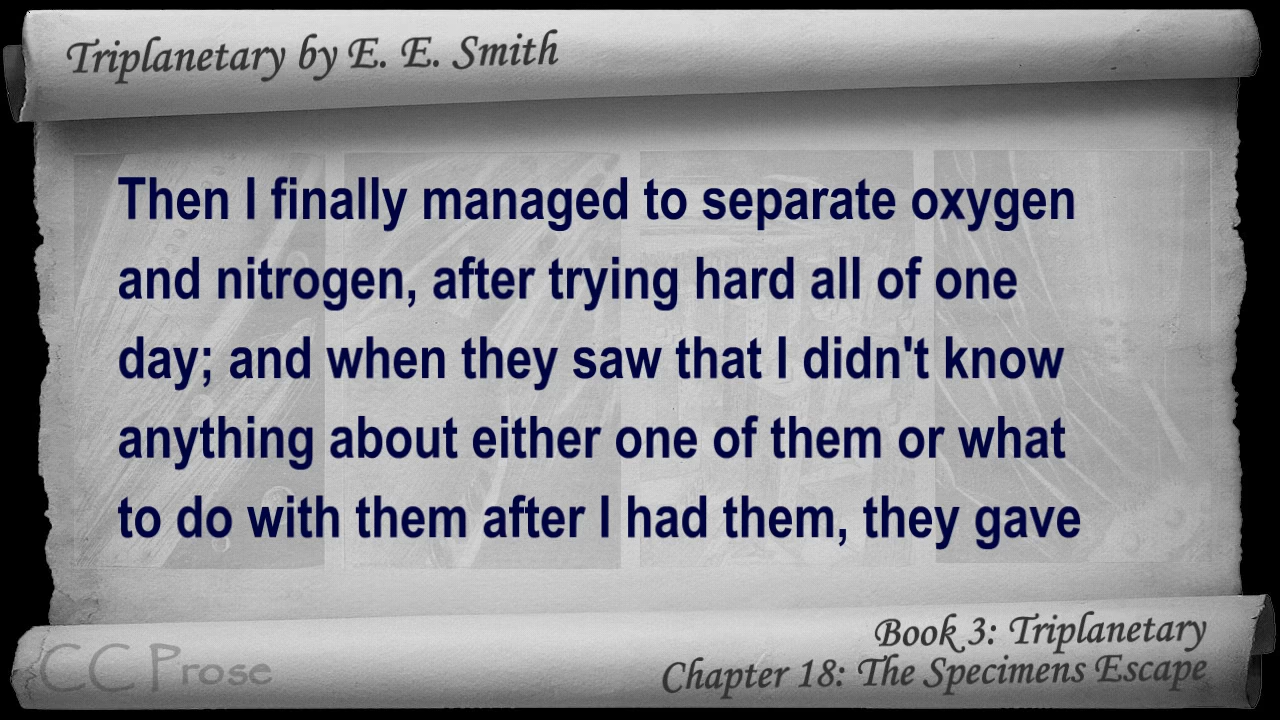 Triplanetary by E. E. Smith
Then I finally managed to separate oxygen
and nitrogen, after trying hard all of one
day; and when they saw that I didn't know
anything about either one of them or what
to do with them after I had them, they gave
Book 3: Triplanetary
CC Prose
Chapter 18: The Specimens Escape